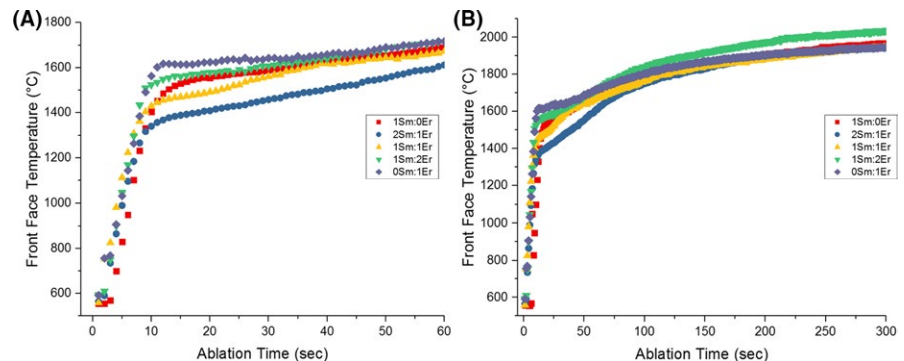 (A)
1800
1600
1400
1200
1000
800
600
Front Face Temperature (°C)
1Sm:0Er
2Sm:1Er
1Sm:1Er
1Sm:2Er
0Sm:1Er
0 10 20 30 40 50 60
Ablation Time (sec)
(B)
2000
1800
1600
1400
1200
1000
800
600
Front Face Temperature (°C)
1Sm:0Er
2Sm:1Er
1Sm:1Er
1Sm:2Er
0Sm:1Er
0 50 100 150 200 250 300
Ablation Time (sec)